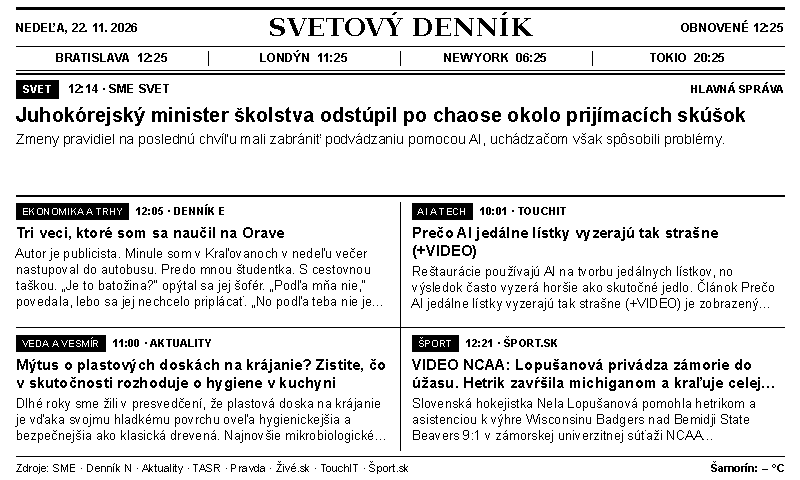 NEDEĽA, 22. 11. 2026
SVETOVÝ DENNÍK
OBNOVENÉ 12:25
BRATISLAVA 12:25
LONDÝN 11:25
NEW YORK 06:25
TOKIO 20:25
SVET 12:14 · SME SVET
HLAVNÁ SPRÁVA
Juhokórejský minister školstva odstúpil po chaose okolo prijímacích skúšok
Zmeny pravidiel na poslednú chvíľu mali zabrániť podvádzaniu pomocou AI, uchádzačom však spôsobili problémy.
EKONOMIKA A TRHY 12:05 · DENNÍK E
Tri veci, ktoré som sa naučil na Orave
Autor je publicista. Minule som v Kraľovanoch v nedeľu večer
nastupoval do autobusu. Predo mnou študentka. S cestovnou
taškou. „Je to batožina?“ opýtal sa jej šofér. „Podľa mňa nie,“
povedala, lebo sa jej nechcelo priplácať. „No podľa teba nie je...
AI A TECH 10:01 · TOUCHIT
Prečo AI jedálne lístky vyzerajú tak strašne
(+VIDEO)
Reštaurácie používajú AI na tvorbu jedálnych lístkov, no
výsledok často vyzerá horšie ako skutočné jedlo. Článok Prečo
AI jedálne lístky vyzerajú tak strašne (+VIDEO) je zobrazený...
VEDA A VESMÍR 11:00 · AKTUALITY
Mýtus o plastových doskách na krájanie? Zistite, čo
v skutočnosti rozhoduje o hygiene v kuchyni
Dlhé roky sme žili v presvedčení, že plastová doska na krájanie
je vďaka svojmu hladkému povrchu oveľa hygienickejšia a
bezpečnejšia ako klasická drevená. Najnovšie mikrobiologické...
ŠPORT 12:21 · ŠPORT.SK
VIDEO NCAA: Lopušanová privádza zámorie do
úžasu. Hetrik zavŕšila michiganom a kraľuje celej...
Slovenská hokejistka Nela Lopušanová pomohla hetrikom a
asistenciou k výhre Wisconsinu Badgers nad Bemidji State
Beavers 9:1 v zámorskej univerzitnej súťaži NCAA...
Zdroje: SME · Denník N · Aktuality · TASR · Pravda · Živé.sk · TouchIT · Šport.sk
Šamorín: – °C